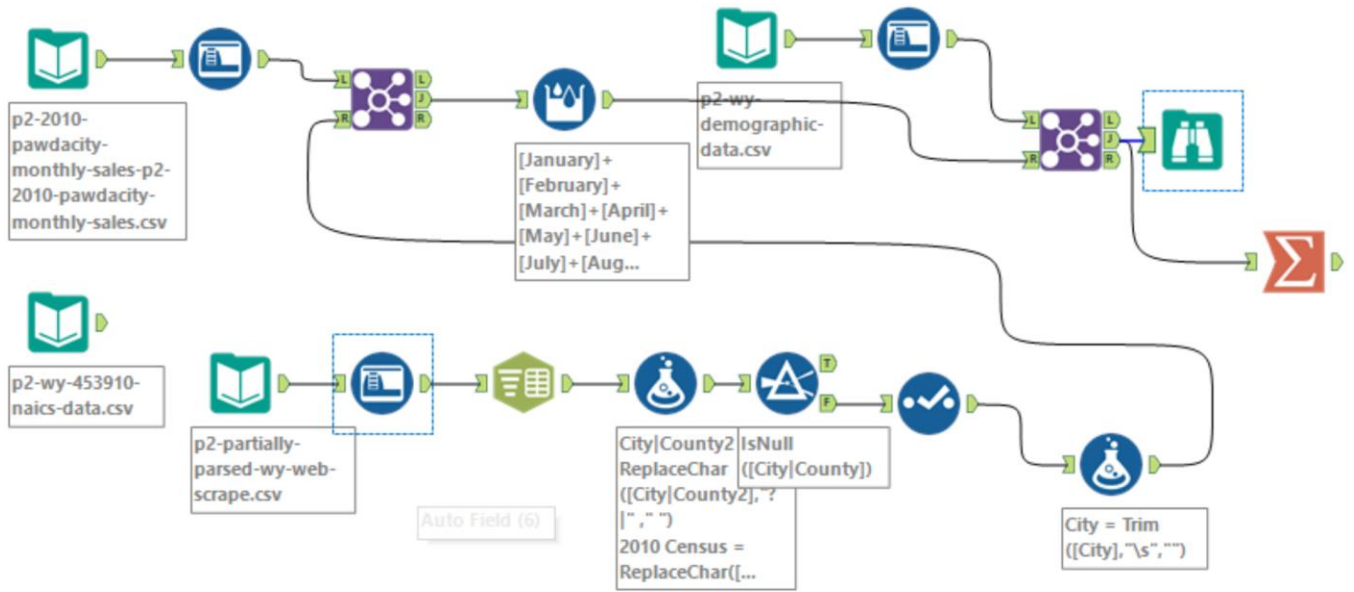 L
L
J
R
R
p2-2010-
pawdacity-
monthly-sales-p2-
2010-pawdacity-
monthly-sales.csv
[January]+
[February]+
[March]+[April]+
[May]+[June]+
[July]+[Aug...
p2-wy-
demographic-
data.csv
L
L
J
R
R
p2-wy-453910-
naics-data.csv
p2-partially-
parsed-wy-web-
scrape.csv
Auto Field (6)
T
F
City|County2
ReplaceChar
([City|County2],"?
|" ," ")
2010 Census =
ReplaceChar([...
IsNull
([City|County])
City = Trim
([City],"\s","")